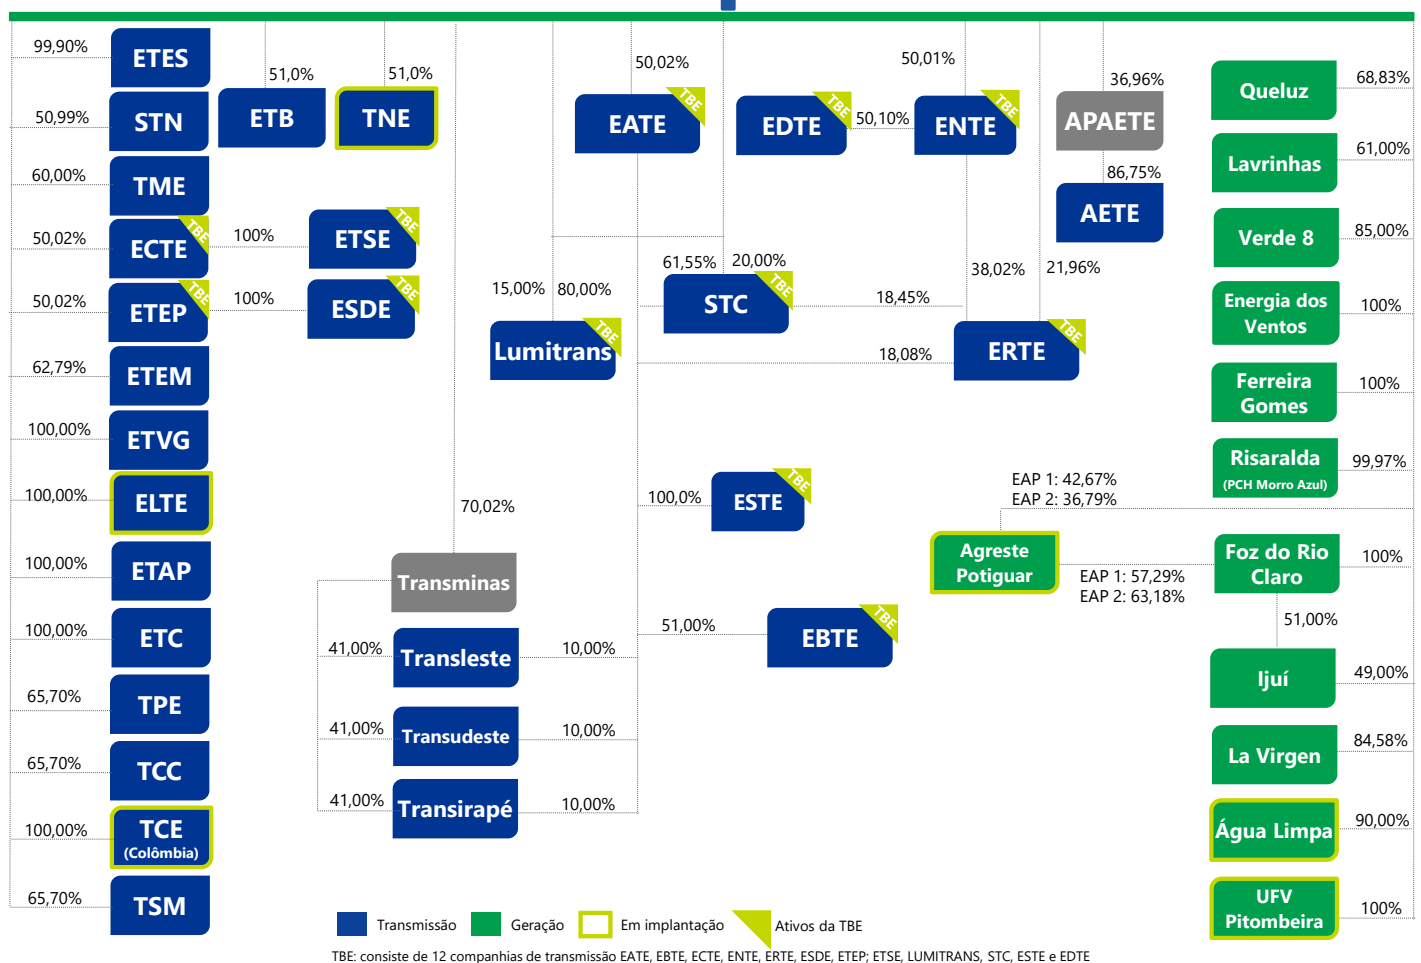 99,90%
ETES
50,99%
STN
60,00%
TME
50,02%
ECTE
TBE
50,02%
ETEP
TBE
62,79%
ETEM
100,00%
ETVG
100,00%
ELTE
100,00%
ETAP
100,00%
ETC
65,70%
TPE
65,70%
TCC
100,00%
TCE
(Colômbia)
65,70%
TSM
51,0%
ETB
51,0%
TNE
100%
ETSE
TBE
100%
ESDE
TBE
50,02%
EATE
TBE
EDTE
TBE
50,10%
50,01%
ENTE
TBE
36,96%
APAETE
86,75%
AETE
15,00%
80,00%
Lumitrans
TBE
61,55%
20,00%
STC
TBE
18,45%
18,08%
38,02%
21,96%
ERTE
TBE
70,02%
Transminas
41,00%
Transleste
10,00%
41,00%
Transudeste
10,00%
41,00%
Transirapé
10,00%
100,0%
ESTE
TBE
51,00%
EBTE
TBE
Queluz
68,83%
Lavrinhas
61,00%
Verde 8
85,00%
Energia dos
Ventos
100%
Ferreira
Gomes
100%
Risaralda
(PCH Morro Azul)
99,97%
EAP 1: 42,67%
EAP 2: 36,79%
Agreste
Potiguar
EAP 1: 57,29%
EAP 2: 63,18%
Foz do Rio
Claro
100%
51,00%
Ijuí
49,00%
La Virgen
84,58%
Água Limpa
90,00%
UFV
Pitombeira
100%
Transmissão
Geração
Em implantação
Ativos da TBE
TBE: consiste de 12 companhias de transmissão EATE, EBTE, ECTE, ENTE, ERTE, ESDE, ETEP; ETSE, LUMITRANS, STC, ESTE e EDTE